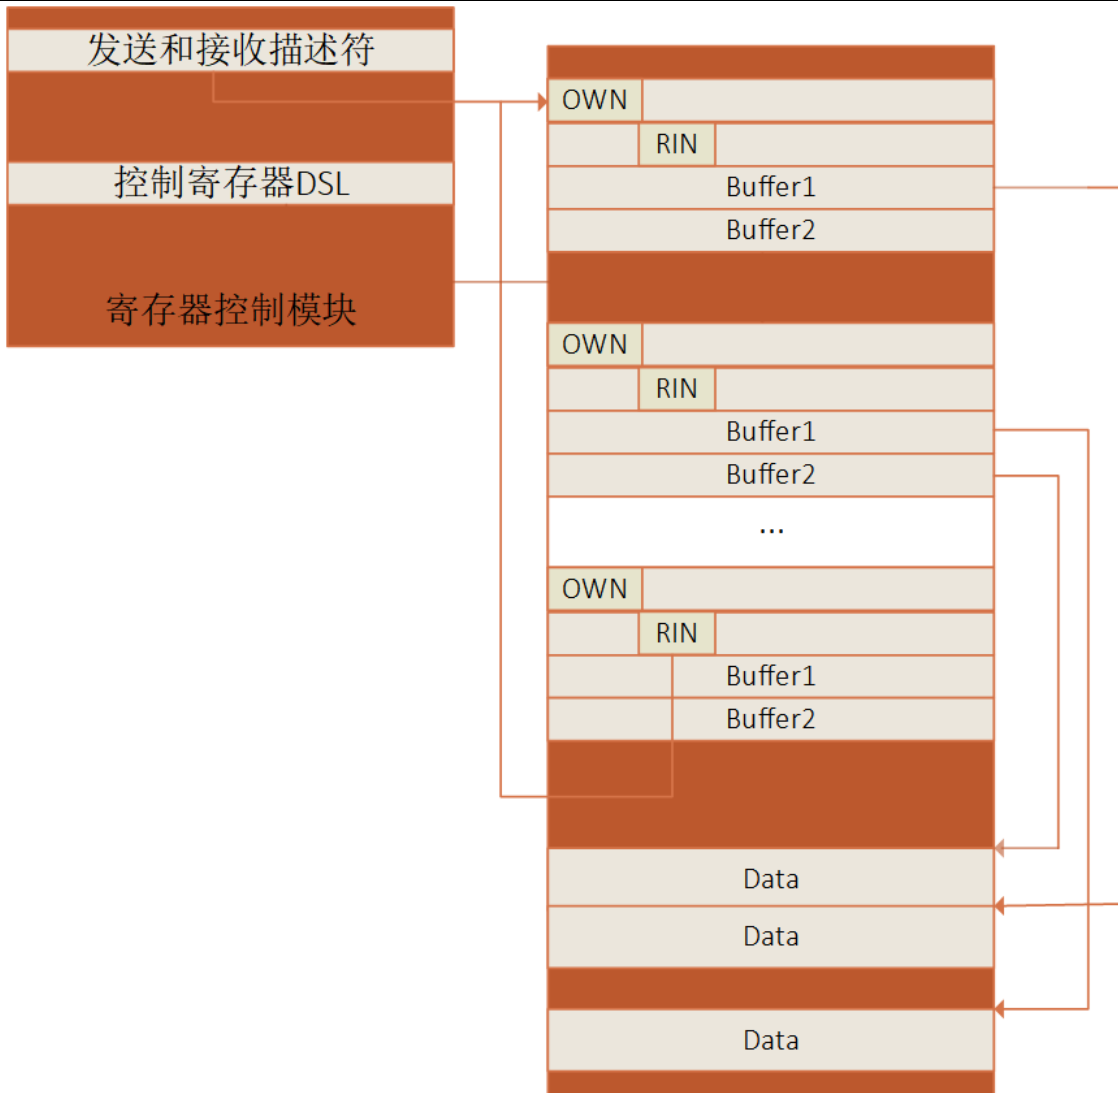 发送和接收描述符
控制寄存器DSL
寄存器控制模块
OWN
RIN
Buffer1
Buffer2
OWN
RIN
Buffer1
Buffer2
...
OWN
RIN
Buffer1
Buffer2
Data
Data
Data